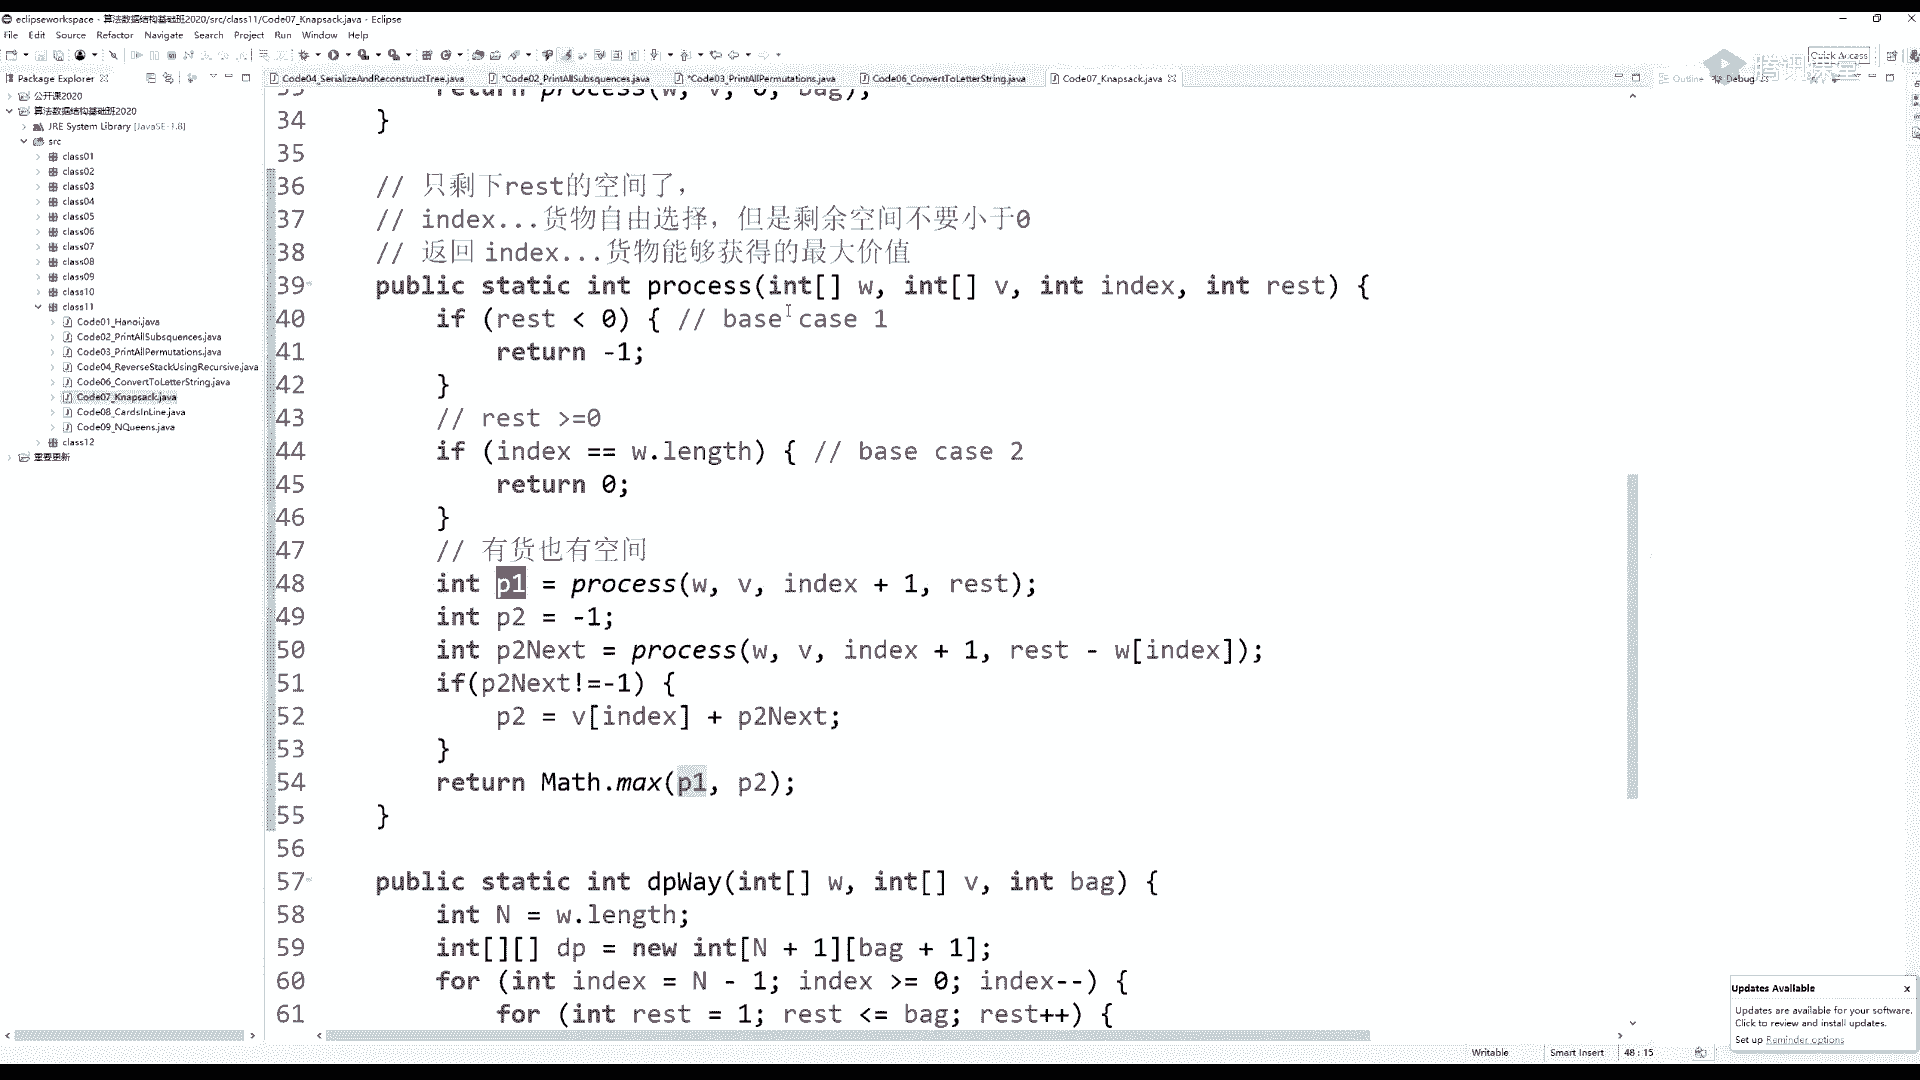 eclipseworkspace - 算法数据结构基础班2020/src/class11/Code07_Knapsack.java - Eclipse
File Edit Source Refactor Navigate Search Project Run Window Help
Quick Access
腾讯课堂
Package Explorer
Code04_SerializeAndReconstructTree.java
*Code02_PrintAllSubsquences.java
*Code03_PrintAllPermutations.java
Code06_ConvertToLetterString.java
Code07_Knapsack.java
Outline
Debug
公开课2020
算法数据结构基础班2020
JRE System Library [JavaSE-1.8]
src
class01
class02
class03
class04
class05
class06
class07
class08
class09
class10
class11
Code01_Hanoi.java
Code02_PrintAllSubsquences.java
Code03_PrintAllPermutations.java
Code04_ReverseStackUsingRecursive.java
Code06_ConvertToLetterString.java
Code07_Knapsack.java
Code08_CardsInLine.java
Code09_NQueens.java
class12
重要更新
33 return process(w, v, 0, bag);
34 }
35
36 // 只剩下rest的空间了,
37 // index...货物自由选择,但是剩余空间不要小于0
38 // 返回 index...货物能够获得的最大价值
39 public static int process(int[] w, int[] v, int index, int rest) {
40 if (rest < 0) { // base case 1
41 return -1;
42 }
43 // rest >=0
44 if (index == w.length) { // base case 2
45 return 0;
46 }
47 // 有货也有空间
48 int p1 = process(w, v, index + 1, rest);
49 int p2 = -1;
50 int p2Next = process(w, v, index + 1, rest - w[index]);
51 if(p2Next!=-1) {
52 p2 = v[index] + p2Next;
53 }
54 return Math.max(p1, p2);
55 }
56
57 public static int dpWay(int[] w, int[] v, int bag) {
58 int N = w.length;
59 int[][] dp = new int[N + 1][bag + 1];
60 for (int index = N - 1; index >= 0; index--) {
61 for (int rest = 1; rest <= bag; rest++) {
Updates Available
Updates are available for your software.
Click to review and install updates.
Set up Reminder options
Writable
Smart Insert
48 : 15